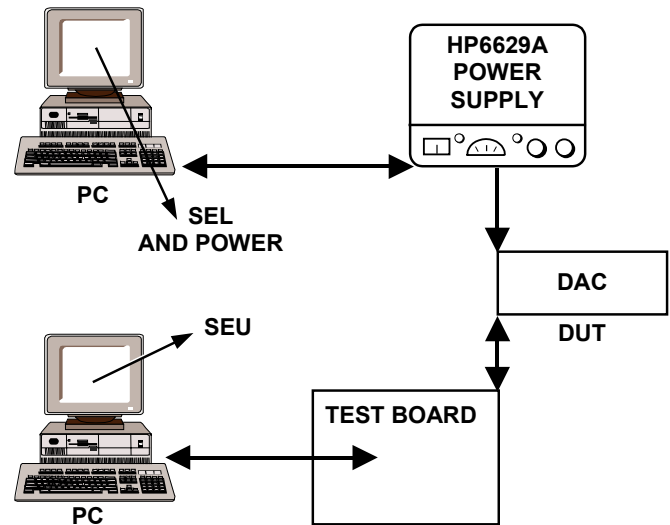 HP6629A
POWER
SUPPLY
PC
SEL
AND POWER
DAC
DUT
SEU
TEST BOARD
PC